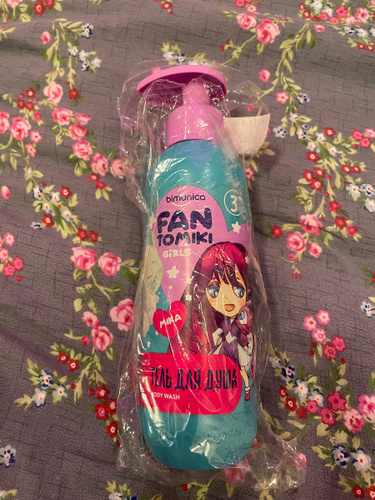 bimunica
3
FAN
TOMIKI
GiRLS
ГЕЛЬ ДЛЯ ДУША
BODY WASH